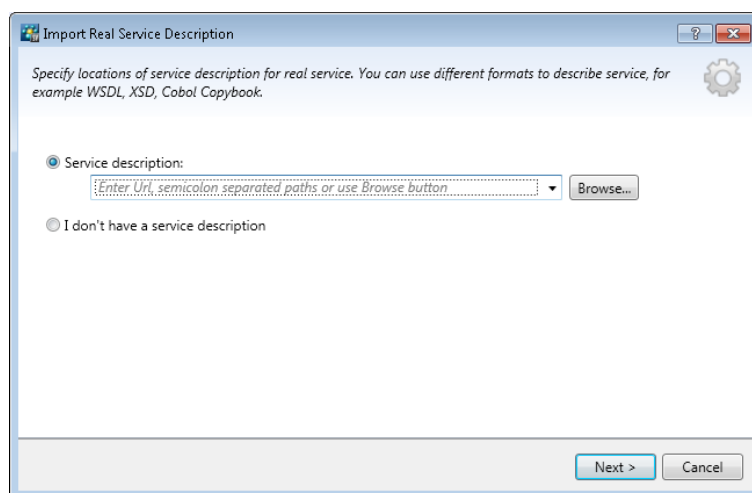 Import Real Service Description
Specify locations of service description for real service. You can use different formats to describe service, for
example WSDL, XSD, Cobol Copybook.
Service description:
Enter Url, semicolon separated paths or use Browse button
Browse...
I don't have a service description
Next >
Cancel